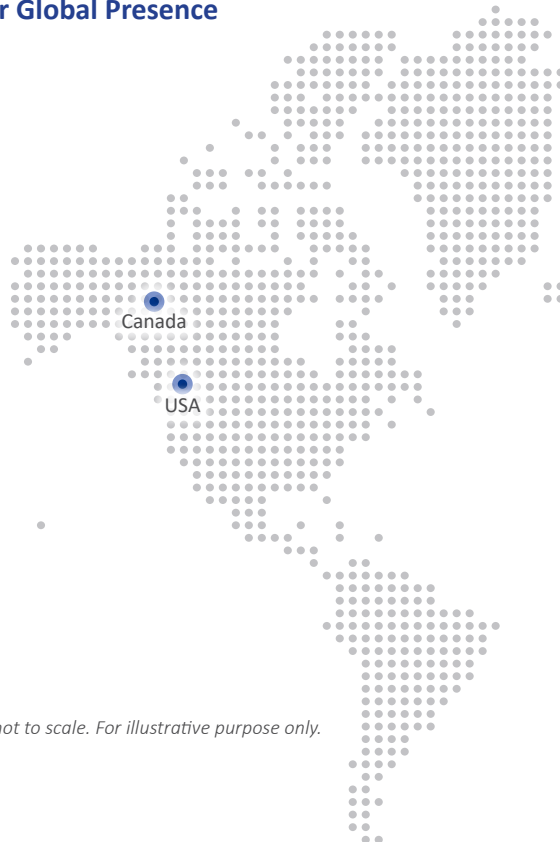 r Global Presence
Canada
USA
not to scale. For illustrative purpose only.